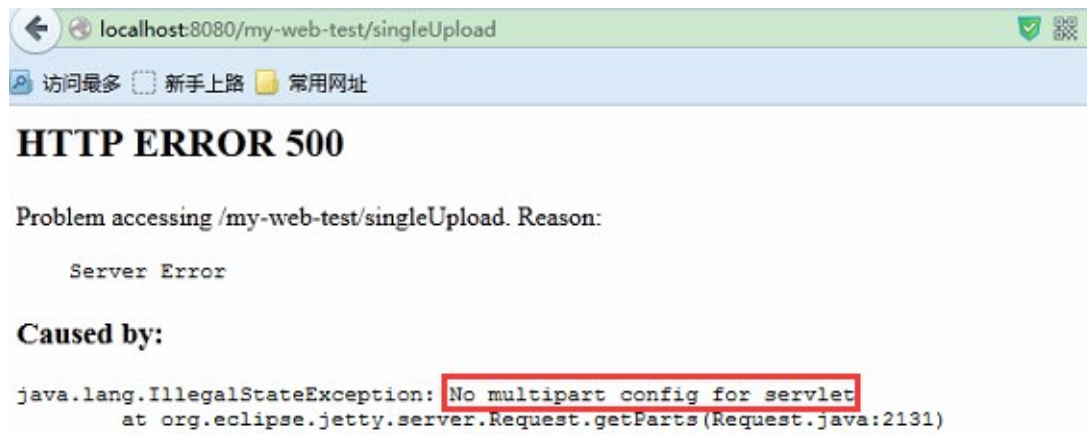 localhost:8080/my-web-test/singleUpload
访问最多 新手上路 常用网址
HTTP ERROR 500
Problem accessing /my-web-test/singleUpload. Reason:
Server Error
Caused by:
java.lang.IllegalStateException: No multipart config for servlet
at org.eclipse.jetty.server.Request.getParts(Request.java:2131)